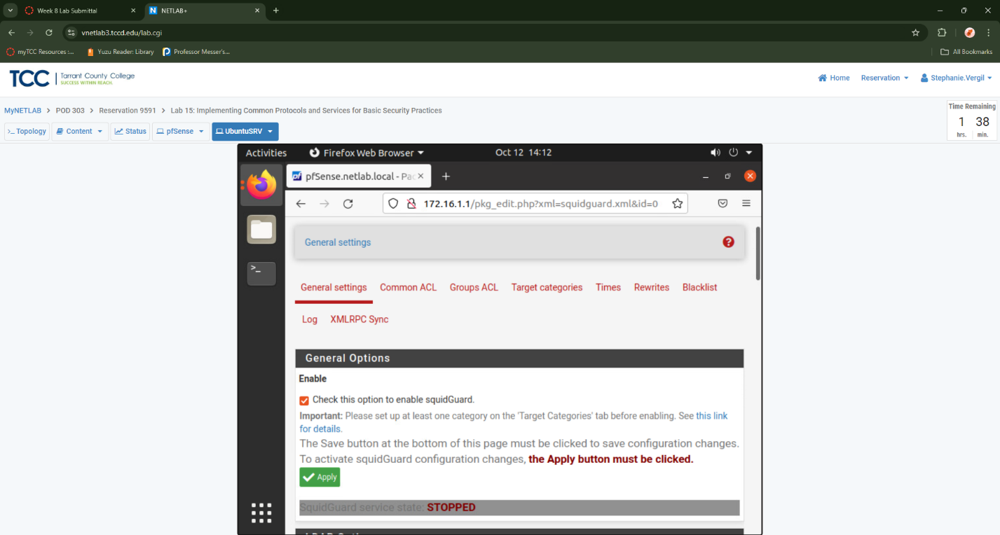 Week 8 Lab Submittal
NETLAB+
vnetlab3.tccd.edu/lab.cgi
myTCC Resources :...
Yuzu Reader: Library
Professor Messer's...
All Bookmarks
TCC
Tarrant County College
SUCCESS WITHIN REACH.
Home
Reservation
Stephanie.Vergil
MyNETLAB > POD 303 > Reservation 9591 > Lab 15: Implementing Common Protocols and Services for Basic Security Practices
Time Remaining
1 38
hrs. min.
>_ Topology
Content
Status
pfSense
UbuntuSRV
Activities
Firefox Web Browser
Oct 12 14:12
pfSense.netlab.local - Pac
172.16.1.1/pkg_edit.php?xml=squidguard.xml&id=0
General settings
General settings Common ACL Groups ACL Target categories Times Rewrites Blacklist
Log XMLRPC Sync
General Options
Enable
Check this option to enable squidGuard.
Important: Please set up at least one category on the 'Target Categories' tab before enabling. See this link
for details.
The Save button at the bottom of this page must be clicked to save configuration changes.
To activate squidGuard configuration changes, the Apply button must be clicked.
Apply
SquidGuard service state: STOPPED